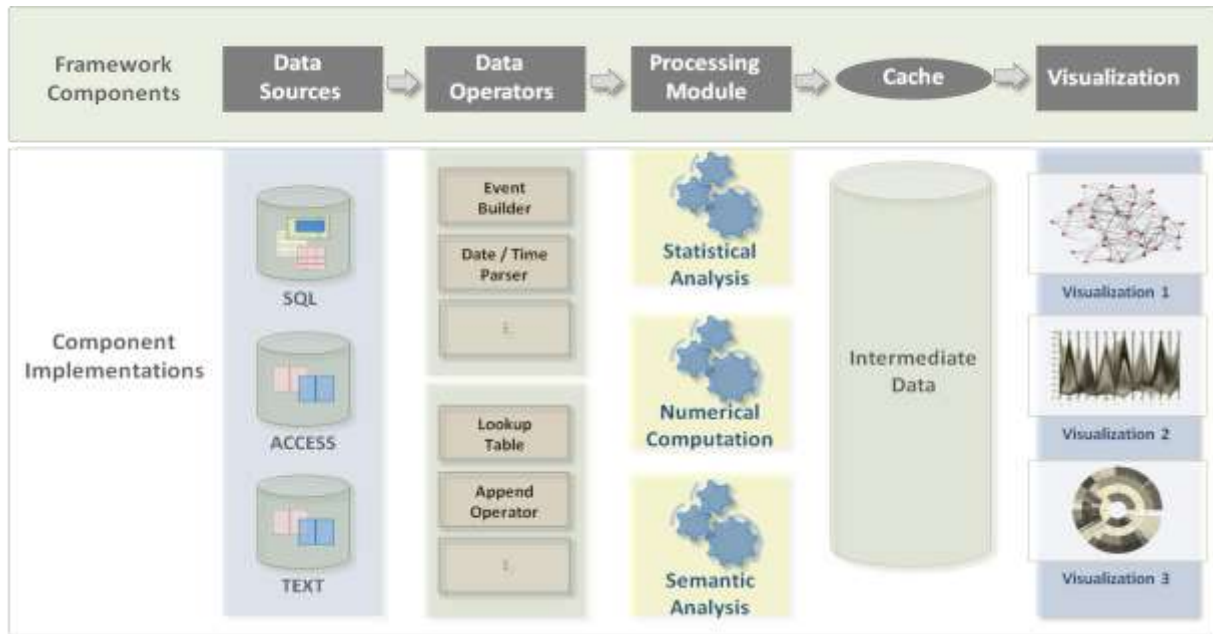 Framework
Components
Data
Sources
Data
Operators
Processing
Module
Cache
Visualization
Component
Implementations
SQL
ACCESS
TEXT
Event
Builder
Date / Time
Parser
Lookup
Table
Append
Operator
Statistical
Analysis
Numerical
Computation
Semantic
Analysis
Intermediate
Data
Visualization 1
Visualization 2
Visualization 3